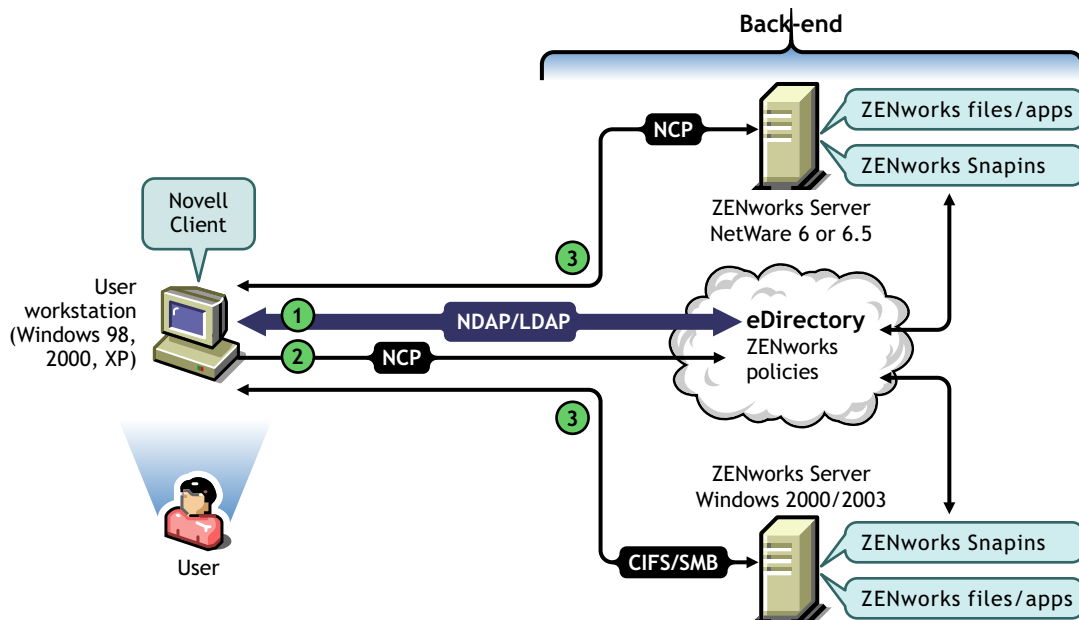 Back-end
ZENworks files/apps
NCP
ZENworks Snapins
Novell
Client
ZENworks Server
NetWare 6 or 6.5
3
User
workstation
(Windows 98,
2000, XP)
1
NDAP/LDAP
eDirectory
ZENworks
policies
2
NCP
3
ZENworks Server
Windows 2000/2003
User
CIFS/SMB
ZENworks Snapins
ZENworks files/apps